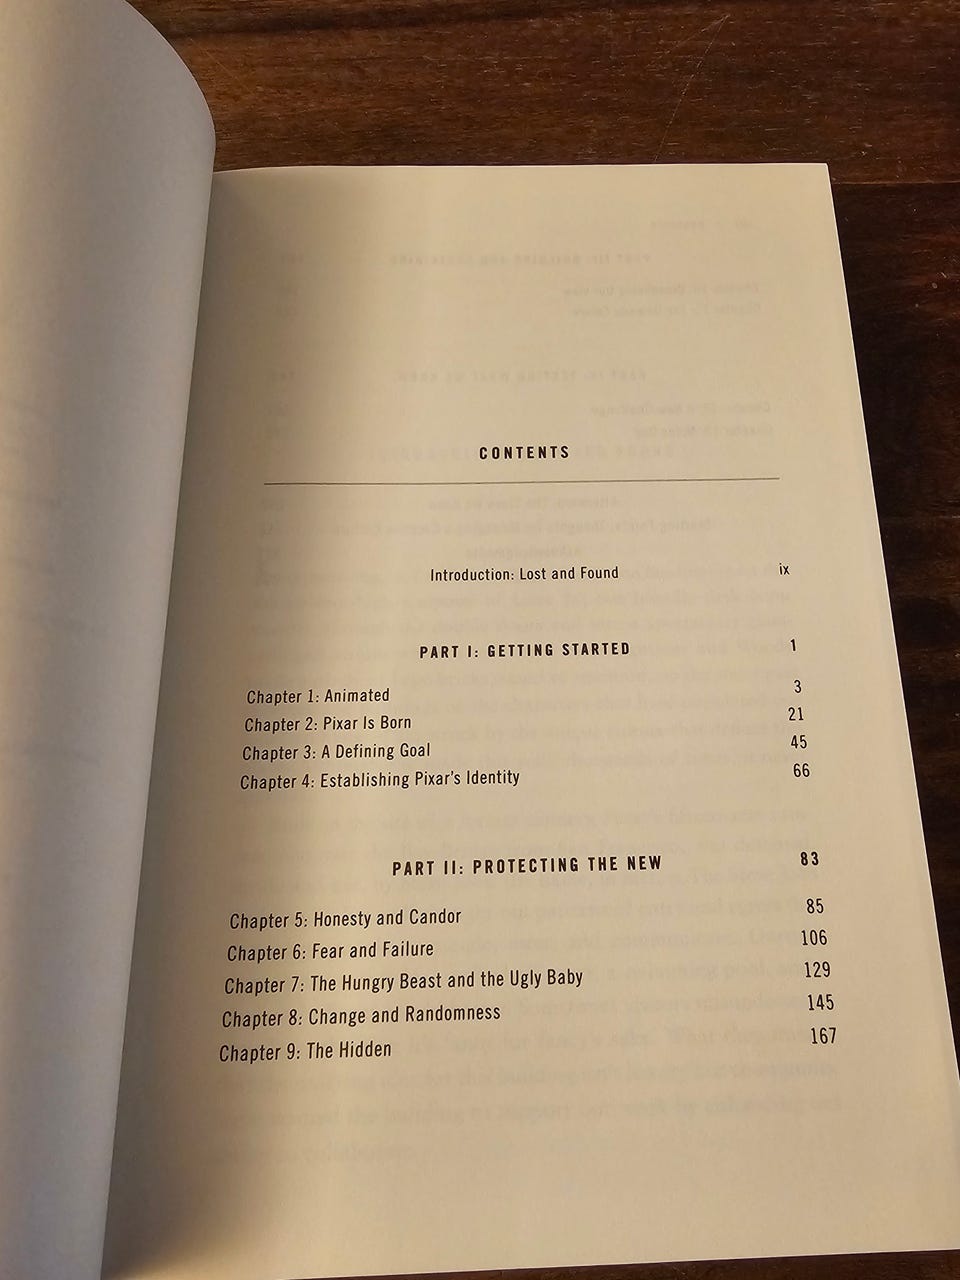 CONTENTS
Introduction: Lost and Found ix
PART I: GETTING STARTED 1
Chapter 1: Animated 3
Chapter 2: Pixar Is Born 21
Chapter 3: A Defining Goal 45
Chapter 4: Establishing Pixar's Identity 66
PART II: PROTECTING THE NEW 83
Chapter 5: Honesty and Candor 85
Chapter 6: Fear and Failure 106
Chapter 7: The Hungry Beast and the Ugly Baby 129
Chapter 8: Change and Randomness 145
Chapter 9: The Hidden 167